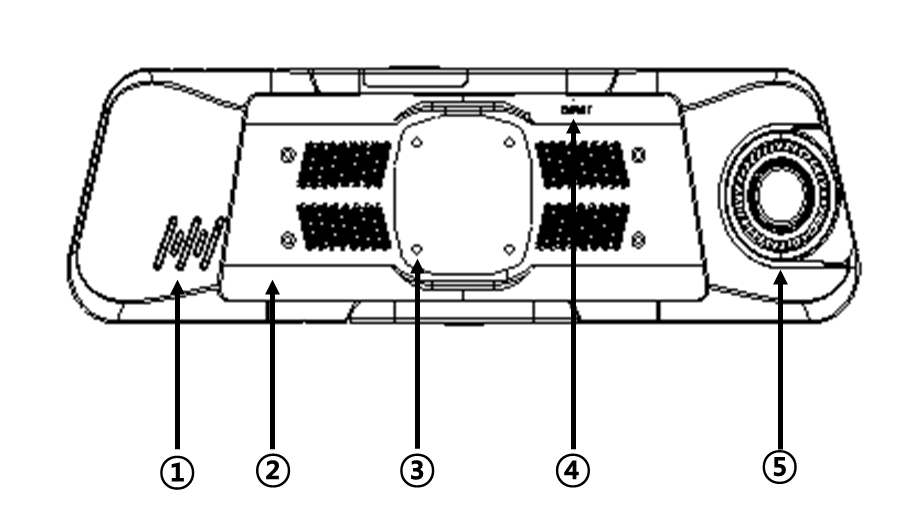 ① ② ③ ④ ⑤